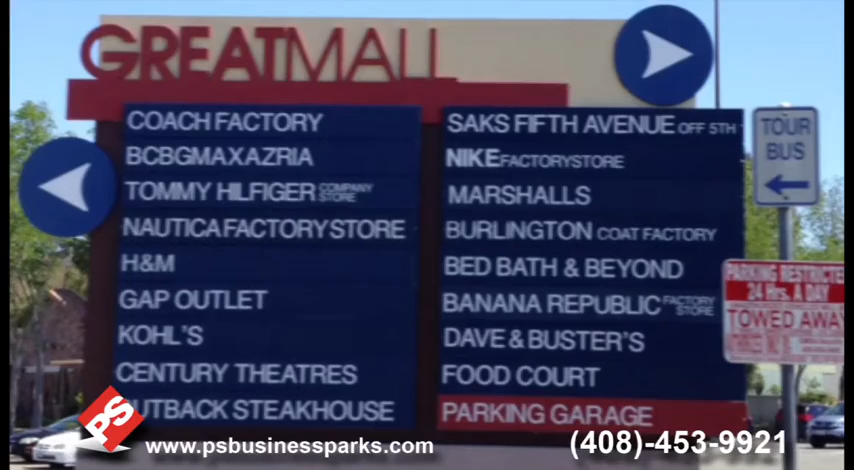 GREATMALL
COACH FACTORY
BCBGMAXAZRIA
TOMMY HILFIGER COMPANY STORE
NAUTICA FACTORY STORE
H&M
GAP OUTLET
KOHL'S
CENTURY THEATRES
OUTBACK STEAKHOUSE
SAKS FIFTH AVENUE OFF 5TH
NIKE FACTORYSTORE
MARSHALLS
BURLINGTON COAT FACTORY
BED BATH & BEYOND
BANANA REPUBLIC FACTORY STORE
DAVE & BUSTER'S
FOOD COURT
PARKING GARAGE
TOUR
BUS
PARKING RESTRICTED
24 Hrs. A DAY
TOWED AWAY
PS
www.psbusinessparks.com
(408)-453-9921